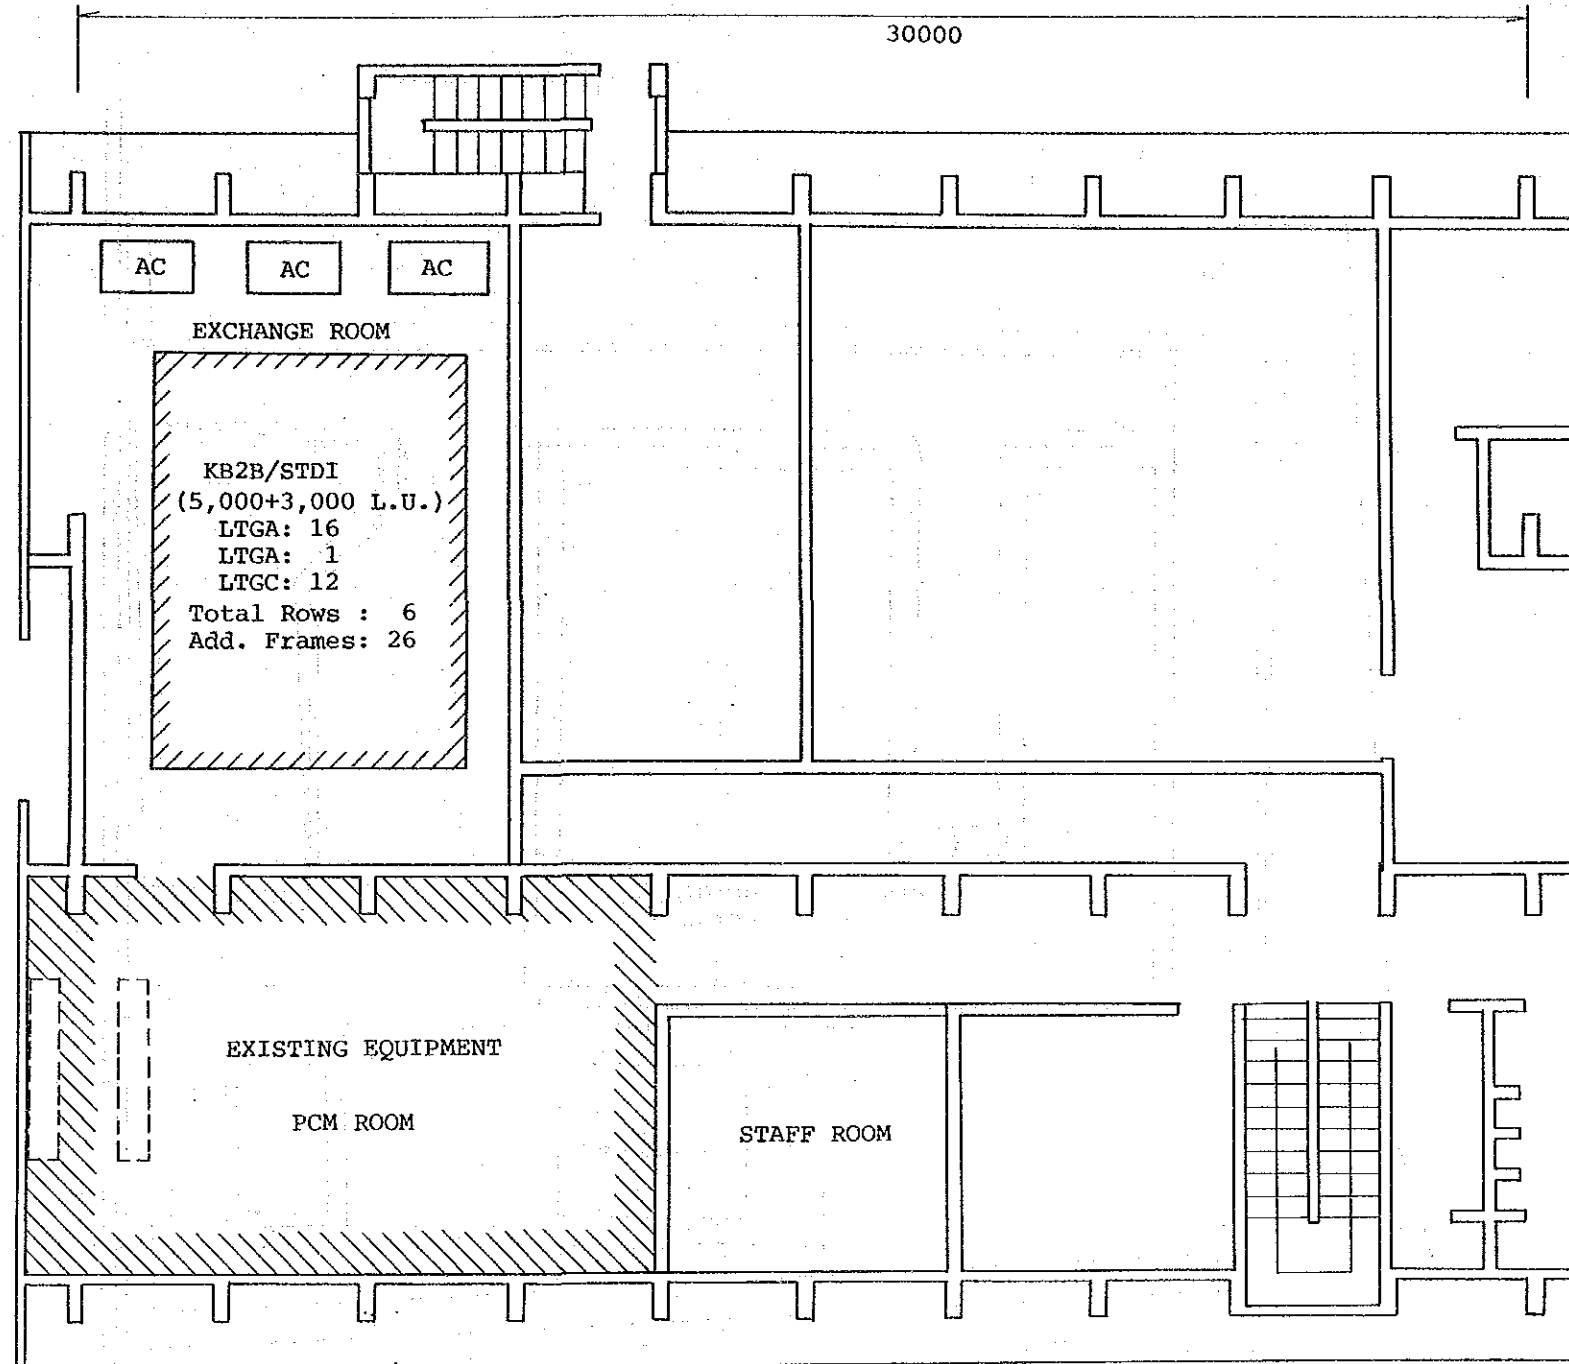 30000
AC AC AC
EXCHANGE ROOM
KB2B/STDI
(5,000+3,000 L.U.)
LTGA: 16
LTGA: 1
LTGC: 12
Total Rows : 6
Add. Frames: 26
EXISTING EQUIPMENT
PCM ROOM
STAFF ROOM